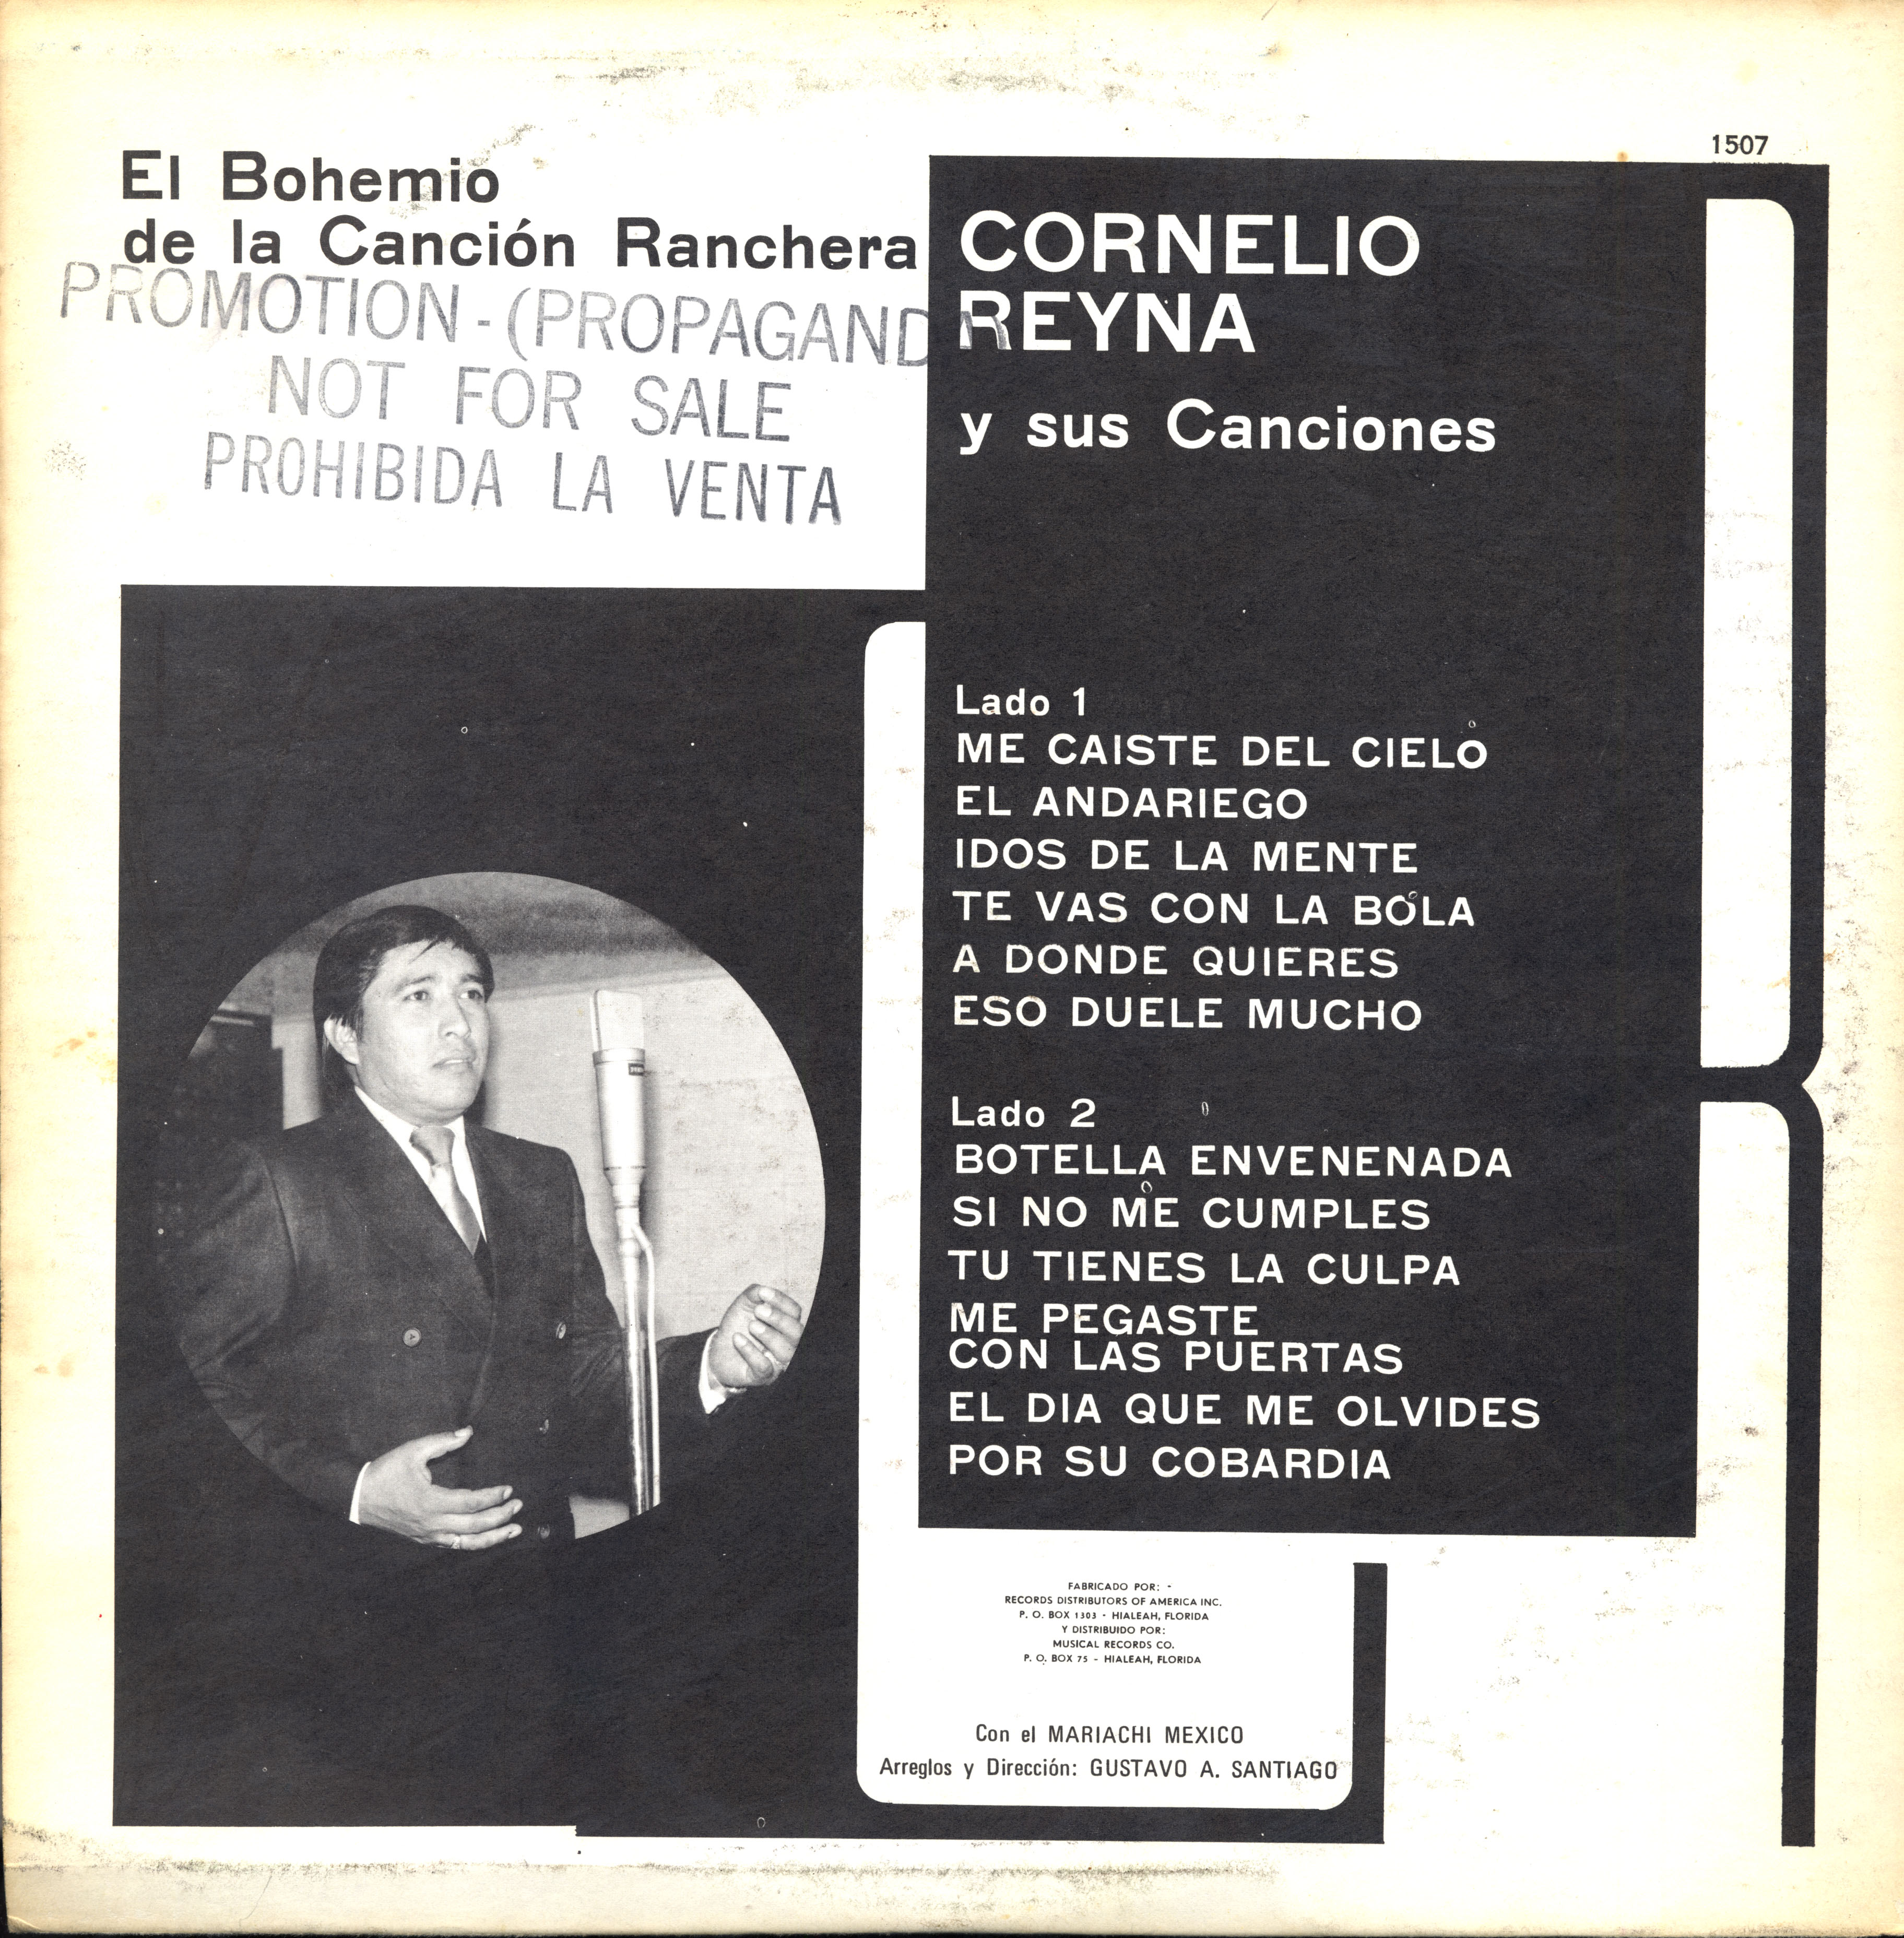 1507
El Bohemio
de la Canción Ranchera
PROMOTION - (PROPAGANDA
NOT FOR SALE
PROHIBIDA LA VENTA
CORNELIO
REYNA
y sus Canciones
Lado 1
ME CAISTE DEL CIELO
EL ANDARIEGO
IDOS DE LA MENTE
TE VAS CON LA BOLA
A DONDE QUIERES
ESO DUELE MUCHO
Lado 2
BOTELLA ENVENENADA
SI NO ME CUMPLES
TU TIENES LA CULPA
ME PEGASTE
CON LAS PUERTAS
EL DIA QUE ME OLVIDES
POR SU COBARDIA
FABRICADO POR: -
RECORDS DISTRIBUTORS OF AMERICA INC.
P. O. BOX 1303 - HIALEAH, FLORIDA
Y DISTRIBUIDO POR:
MUSICAL RECORDS CO.
P. O. BOX 75 - HIALEAH, FLORIDA
Con el MARIACHI MEXICO
Arreglos y Dirección: GUSTAVO A. SANTIAGO